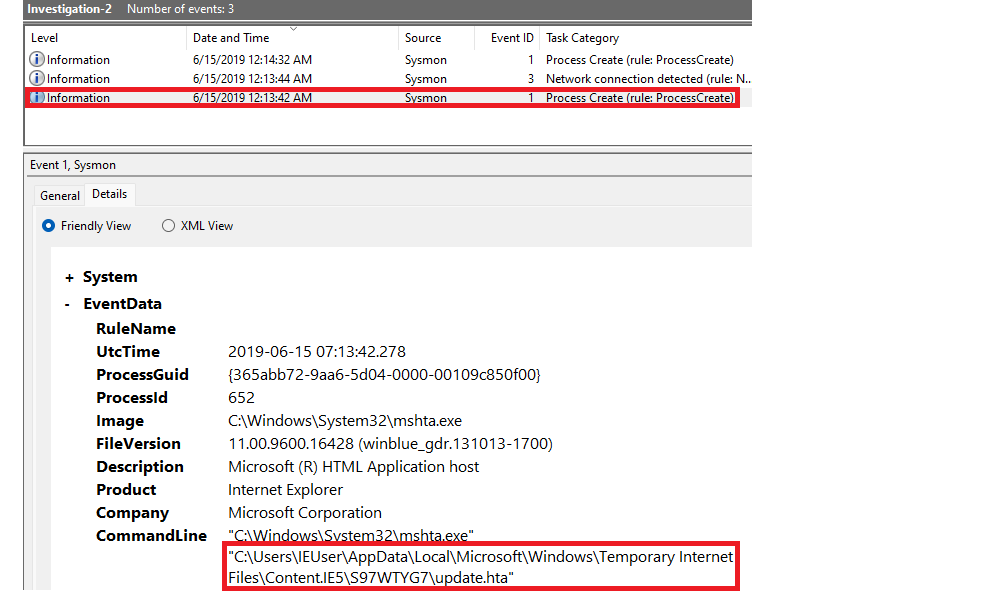 Investigation-2 Number of events: 3
Level Date and Time Source Event ID Task Category
Information 6/15/2019 12:14:32 AM Sysmon 1 Process Create (rule: ProcessCreate)
Information 6/15/2019 12:13:44 AM Sysmon 3 Network connection detected (rule: N...
Information 6/15/2019 12:13:42 AM Sysmon 1 Process Create (rule: ProcessCreate)
Event 1, Sysmon
General Details
Friendly View XML View
+ System
- EventData
RuleName
UtcTime 2019-06-15 07:13:42.278
ProcessGuid {365abb72-9aa6-5d04-0000-00109c850f00}
ProcessId 652
Image C:\Windows\System32\mshta.exe
FileVersion 11.00.9600.16428 (winblue_gdr.131013-1700)
Description Microsoft (R) HTML Application host
Product Internet Explorer
Company Microsoft Corporation
CommandLine "C:\Windows\System32\mshta.exe"
"C:\Users\IEUser\AppData\Local\Microsoft\Windows\Temporary Internet
Files\Content.IE5\S97WTYG7\update.hta"